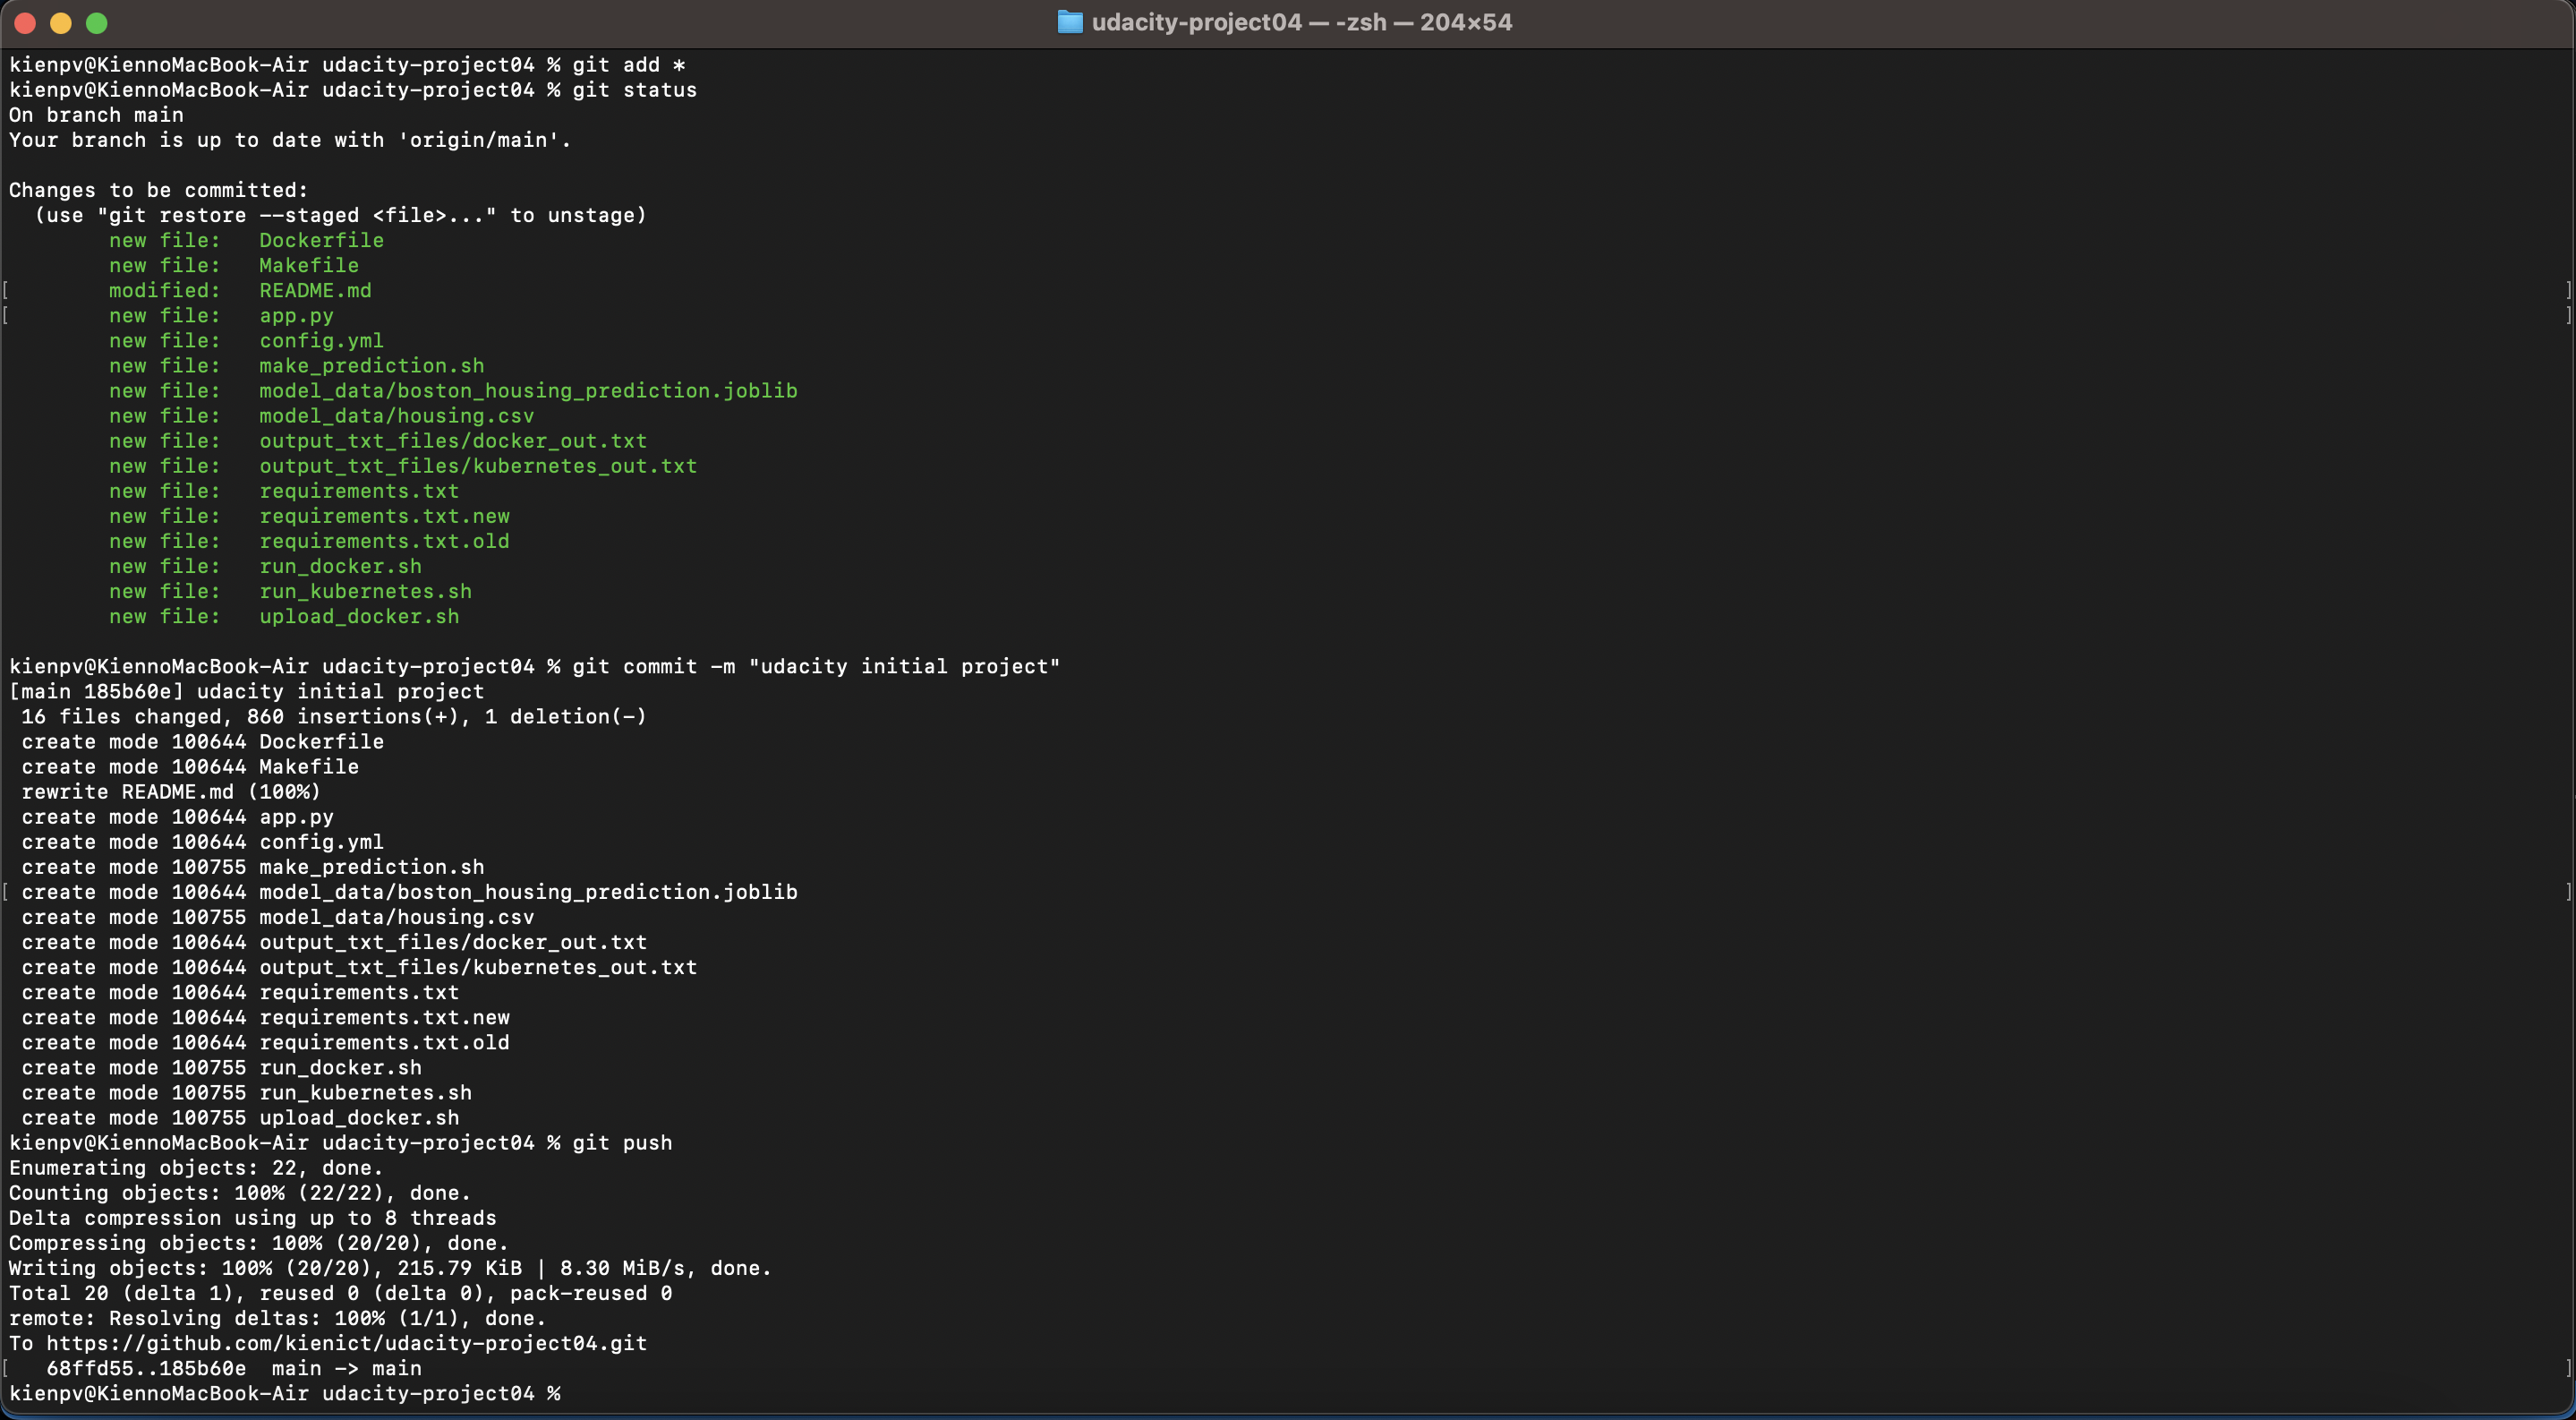 udacity-project04 — -zsh — 204×54
kienpv@KiennoMacBook-Air udacity-project04 % git add *
kienpv@KiennoMacBook-Air udacity-project04 % git status
On branch main
Your branch is up to date with 'origin/main'.
Changes to be committed:
  (use "git restore --staged <file>..." to unstage)
        new file:   Dockerfile
        new file:   Makefile
[        modified:   README.md ]
[        new file:   app.py ]
        new file:   config.yml
        new file:   make_prediction.sh
        new file:   model_data/boston_housing_prediction.joblib
        new file:   model_data/housing.csv
        new file:   output_txt_files/docker_out.txt
        new file:   output_txt_files/kubernetes_out.txt
        new file:   requirements.txt
        new file:   requirements.txt.new
        new file:   requirements.txt.old
        new file:   run_docker.sh
        new file:   run_kubernetes.sh
        new file:   upload_docker.sh
kienpv@KiennoMacBook-Air udacity-project04 % git commit -m "udacity initial project"
[main 185b60e] udacity initial project
 16 files changed, 860 insertions(+), 1 deletion(-)
 create mode 100644 Dockerfile
 create mode 100644 Makefile
 rewrite README.md (100%)
 create mode 100644 app.py
 create mode 100644 config.yml
 create mode 100755 make_prediction.sh
[ create mode 100644 model_data/boston_housing_prediction.joblib ]
 create mode 100755 model_data/housing.csv
 create mode 100644 output_txt_files/docker_out.txt
 create mode 100644 output_txt_files/kubernetes_out.txt
 create mode 100644 requirements.txt
 create mode 100644 requirements.txt.new
 create mode 100644 requirements.txt.old
 create mode 100755 run_docker.sh
 create mode 100755 run_kubernetes.sh
 create mode 100755 upload_docker.sh
kienpv@KiennoMacBook-Air udacity-project04 % git push
Enumerating objects: 22, done.
Counting objects: 100% (22/22), done.
Delta compression using up to 8 threads
Compressing objects: 100% (20/20), done.
Writing objects: 100% (20/20), 215.79 KiB | 8.30 MiB/s, done.
Total 20 (delta 1), reused 0 (delta 0), pack-reused 0
remote: Resolving deltas: 100% (1/1), done.
To https://github.com/kienict/udacity-project04.git
[   68ffd55..185b60e  main -> main ]
kienpv@KiennoMacBook-Air udacity-project04 %